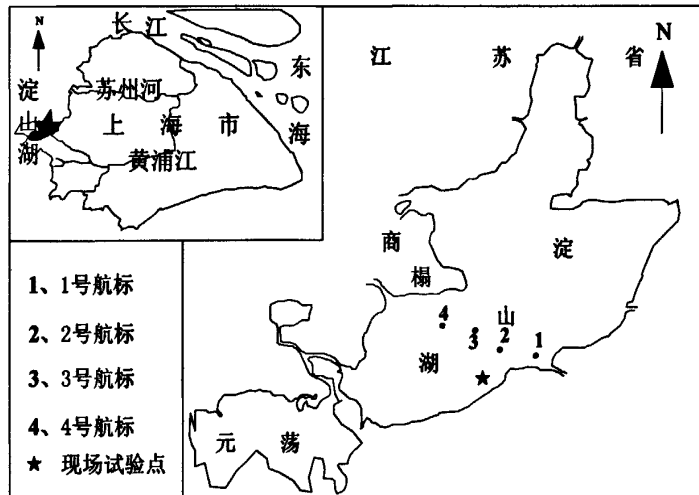 N
长江
东海
苏州河
淀山湖
上海市
黄浦江
1、1号航标
2、2号航标
3、3号航标
4、4号航标
★ 现场试验点
江苏省
N
商榻
淀山湖
4
3
2
1
元荡